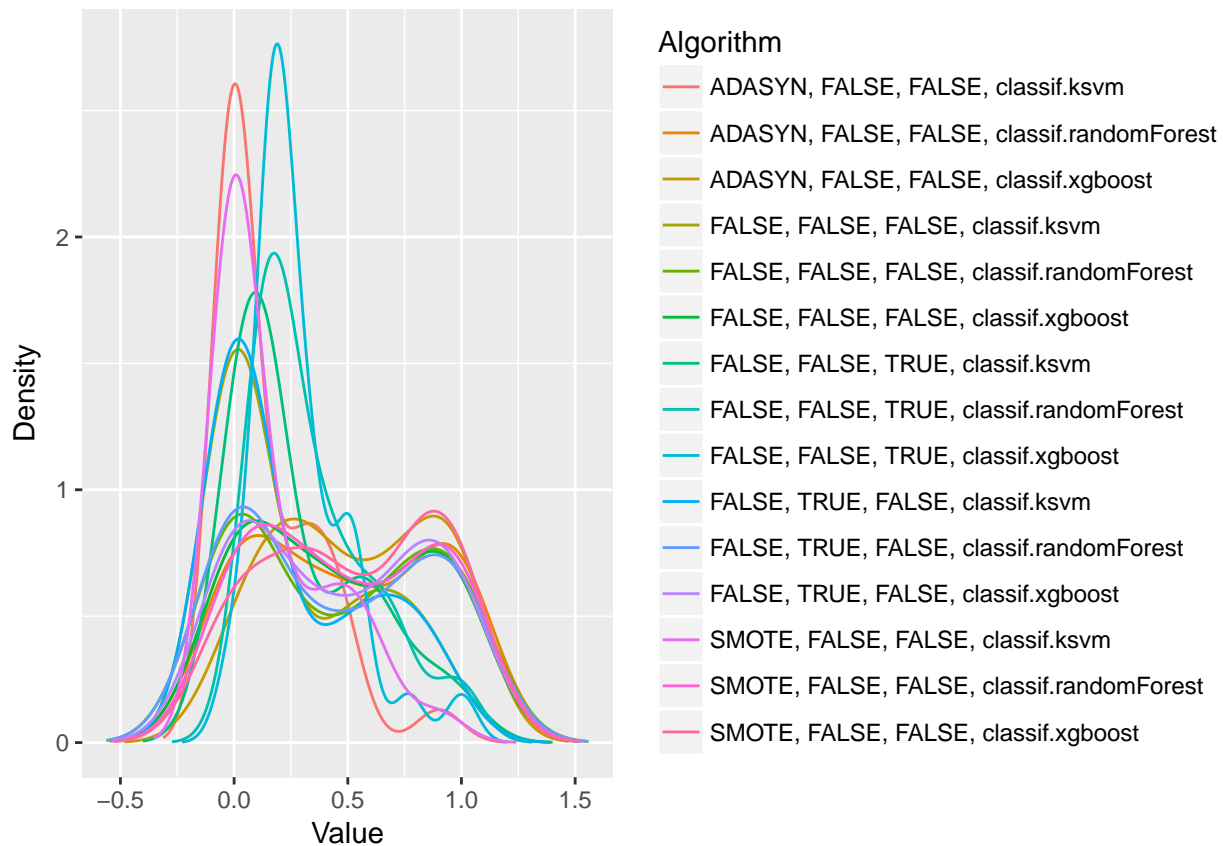 Algorithm
ADASYN, FALSE, FALSE, classif.ksvm
ADASYN, FALSE, FALSE, classif.randomForest
ADASYN, FALSE, FALSE, classif.xgboost
FALSE, FALSE, FALSE, classif.ksvm
FALSE, FALSE, FALSE, classif.randomForest
FALSE, FALSE, FALSE, classif.xgboost
FALSE, FALSE, TRUE, classif.ksvm
FALSE, FALSE, TRUE, classif.randomForest
FALSE, FALSE, TRUE, classif.xgboost
FALSE, TRUE, FALSE, classif.ksvm
FALSE, TRUE, FALSE, classif.randomForest
FALSE, TRUE, FALSE, classif.xgboost
SMOTE, FALSE, FALSE, classif.ksvm
SMOTE, FALSE, FALSE, classif.randomForest
SMOTE, FALSE, FALSE, classif.xgboost
Density
2
1
0
−0.5 0.0 0.5 1.0 1.5
Value